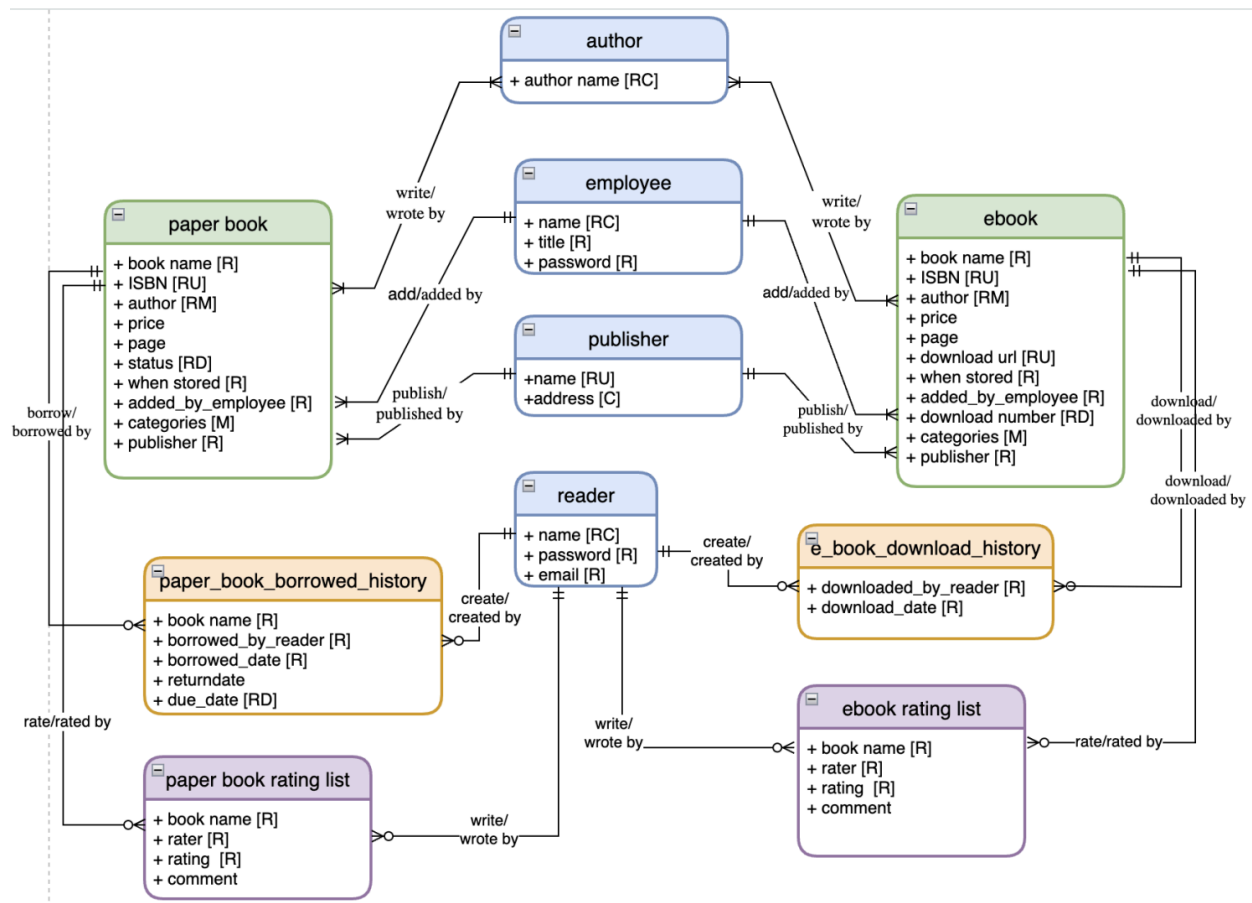 author
+ author name [RC]
employee
+ name [RC]
+ title [R]
+ password [R]
publisher
+name [RU]
+address [C]
paper book
+ book name [R]
+ ISBN [RU]
+ author [RM]
+ price
+ page
+ status [RD]
+ when stored [R]
+ added_by_employee [R]
+ categories [M]
+ publisher [R]
ebook
+ book name [R]
+ ISBN [RU]
+ author [RM]
+ price
+ page
+ download url [RU]
+ when stored [R]
+ added_by_employee [R]
+ download number [RD]
+ categories [M]
+ publisher [R]
write/
wrote by
write/
wrote by
add/added by
add/added by
publish/
published by
publish/
published by
borrow/
borrowed by
download/
downloaded by
download/
downloaded by
reader
+ name [RC]
+ password [R]
+ email [R]
create/
created by
create/
created by
paper_book_borrowed_history
+ book name [R]
+ borrowed_by_reader [R]
+ borrowed_date [R]
+ returndate
+ due_date [RD]
e_book_download_history
+ downloaded_by_reader [R]
+ download_date [R]
rate/rated by
write/
wrote by
write/
wrote by
rate/rated by
paper book rating list
+ book name [R]
+ rater [R]
+ rating [R]
+ comment
ebook rating list
+ book name [R]
+ rater [R]
+ rating [R]
+ comment